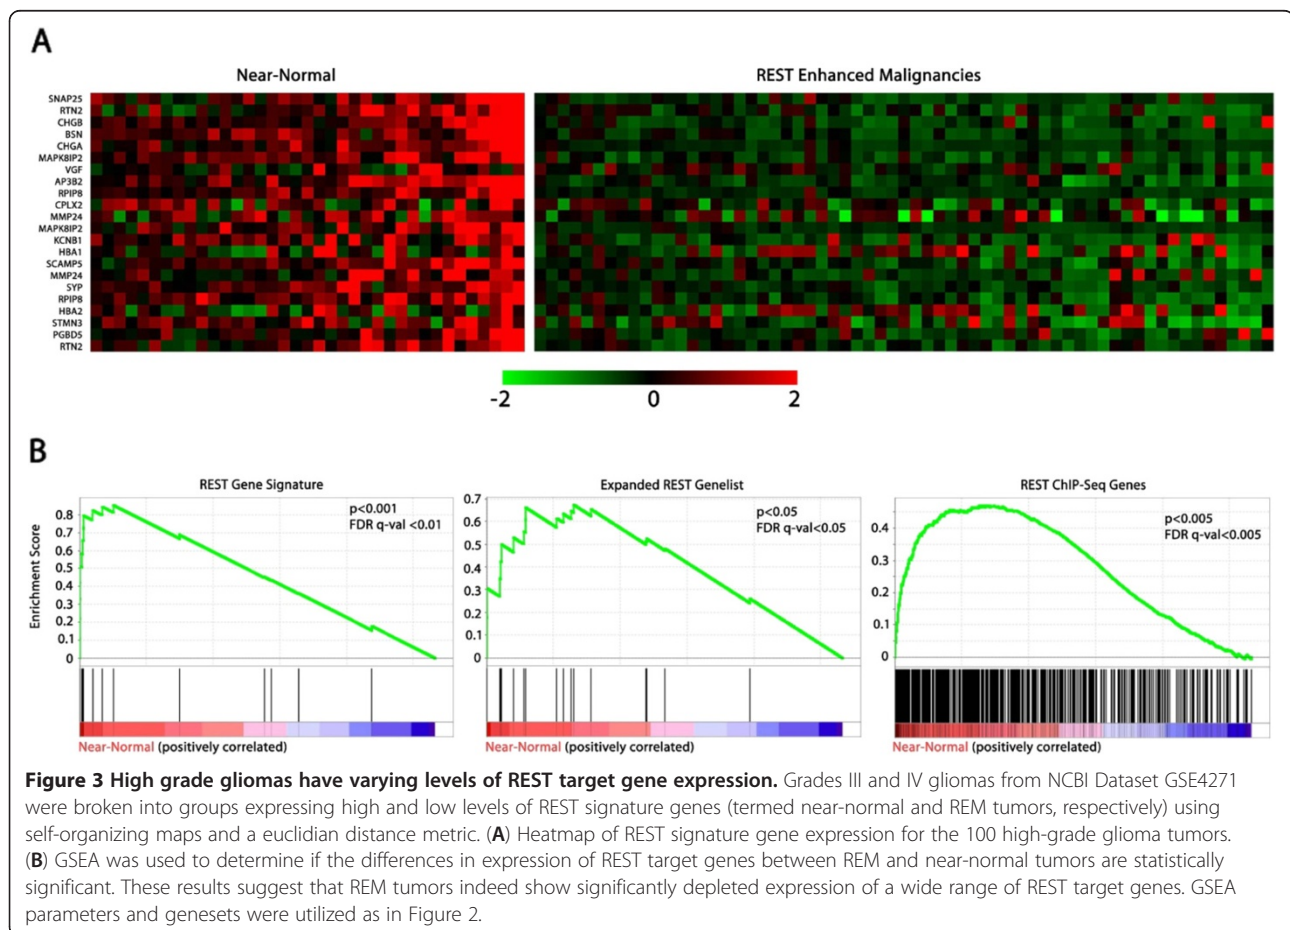 A
Near-Normal
REST Enhanced Malignancies
SNAP25
RTN2
CHGB
BSN
CHGA
MAPK8IP2
VGF
AP3B2
RPIP8
CPLX2
MMP24
MAPK8IP2
KCNB1
HBA1
SCAMP5
MMP24
SYP
RPIP8
HBA2
STMN3
PGBD5
RTN2
-2
0
2
B
REST Gene Signature
Enrichment Score
0.8
0.7
0.6
0.5
0.4
0.3
0.2
0.1
0
p<0.001
FDR q-val <0.01
Near-Normal (positively correlated)
Expanded REST Genelist
0.7
0.6
0.5
0.4
0.3
0.2
0.1
0
p<0.05
FDR q-val<0.05
Near-Normal (positively correlated)
REST ChIP-Seq Genes
0.4
0.3
0.2
0.1
0
p<0.005
FDR q-val<0.005
Near-Normal (positively correlated)
Figure 3 High grade gliomas have varying levels of REST target gene expression. Grades III and IV gliomas from NCBI Dataset GSE4271
were broken into groups expressing high and low levels of REST signature genes (termed near-normal and REM tumors, respectively) using
self-organizing maps and a euclidian distance metric. (A) Heatmap of REST signature gene expression for the 100 high-grade glioma tumors.
(B) GSEA was used to determine if the differences in expression of REST target genes between REM and near-normal tumors are statistically
significant. These results suggest that REM tumors indeed show significantly depleted expression of a wide range of REST target genes. GSEA
parameters and genesets were utilized as in Figure 2.